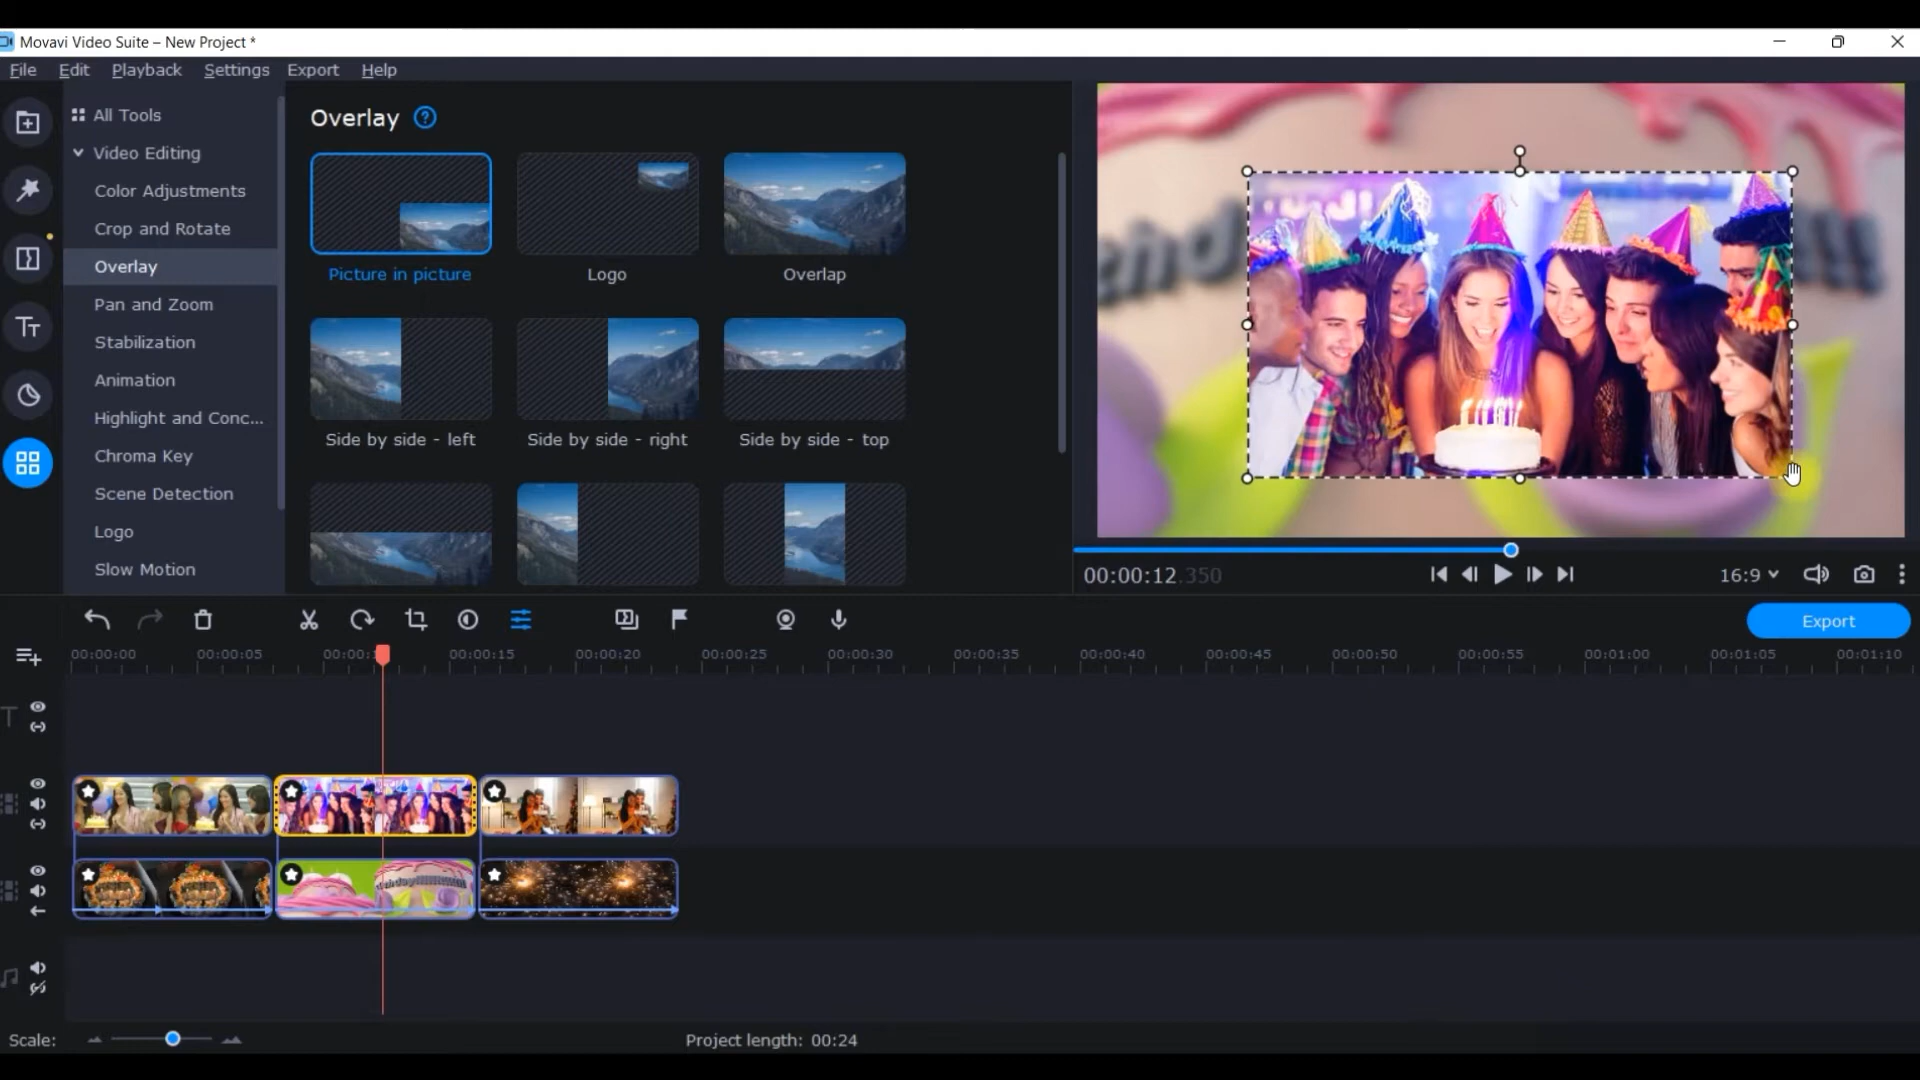 Movavi Video Suite – New Project *
File Edit Playback Settings Export Help
All Tools
Video Editing
Color Adjustments
Crop and Rotate
Overlay
Pan and Zoom
Stabilization
Animation
Highlight and Conc...
Chroma Key
Scene Detection
Logo
Slow Motion
Overlay ?
Picture in picture
Logo
Overlap
Side by side - left
Side by side - right
Side by side - top
00:00:12.350
16:9
Export
00:00:00 00:00:05 00:00:1 00:00:15 00:00:20 00:00:25 00:00:30 00:00:35 00:00:40 00:00:45 00:00:50 00:00:55 00:01:00 00:01:05 00:01:10
Scale:
Project length: 00:24